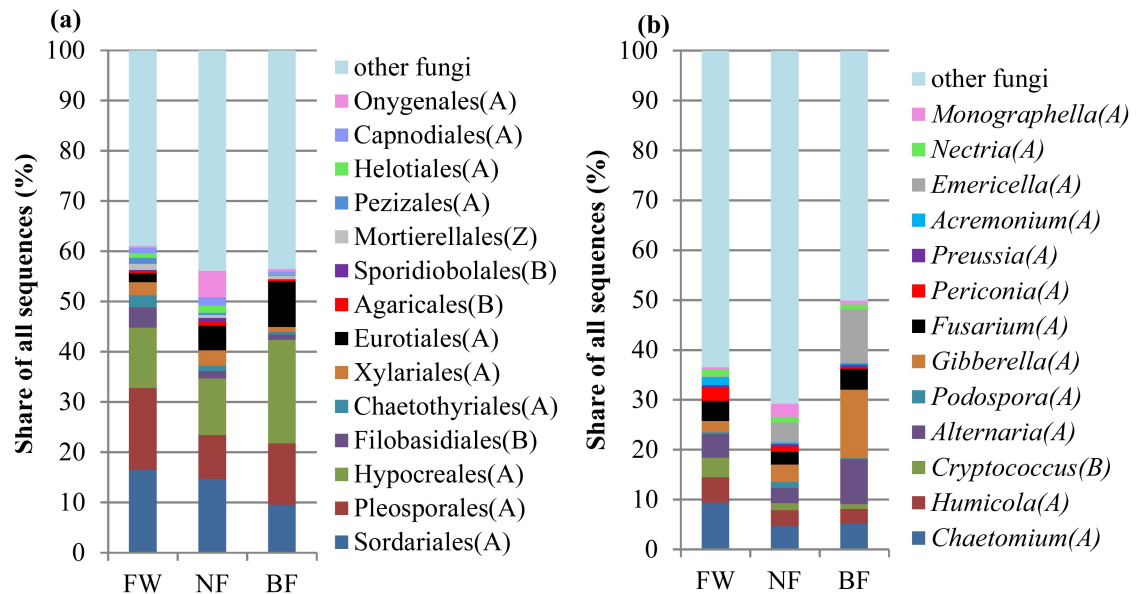 (a)
Share of all sequences (%)
100
90
80
70
60
50
40
30
20
10
0
FW NF BF
other fungi
Onygenales(A)
Capnodiales(A)
Helotiales(A)
Pezizales(A)
Mortierellales(Z)
Sporidiobolales(B)
Agaricales(B)
Eurotiales(A)
Xylariales(A)
Chaetothyriales(A)
Filobasidiales(B)
Hypocreales(A)
Pleosporales(A)
Sordariales(A)
(b)
Share of all sequences (%)
100
90
80
70
60
50
40
30
20
10
0
FW NF BF
other fungi
Monographella(A)
Nectria(A)
Emericella(A)
Acremonium(A)
Preussia(A)
Periconia(A)
Fusarium(A)
Gibberella(A)
Podospora(A)
Alternaria(A)
Cryptococcus(B)
Humicola(A)
Chaetomium(A)